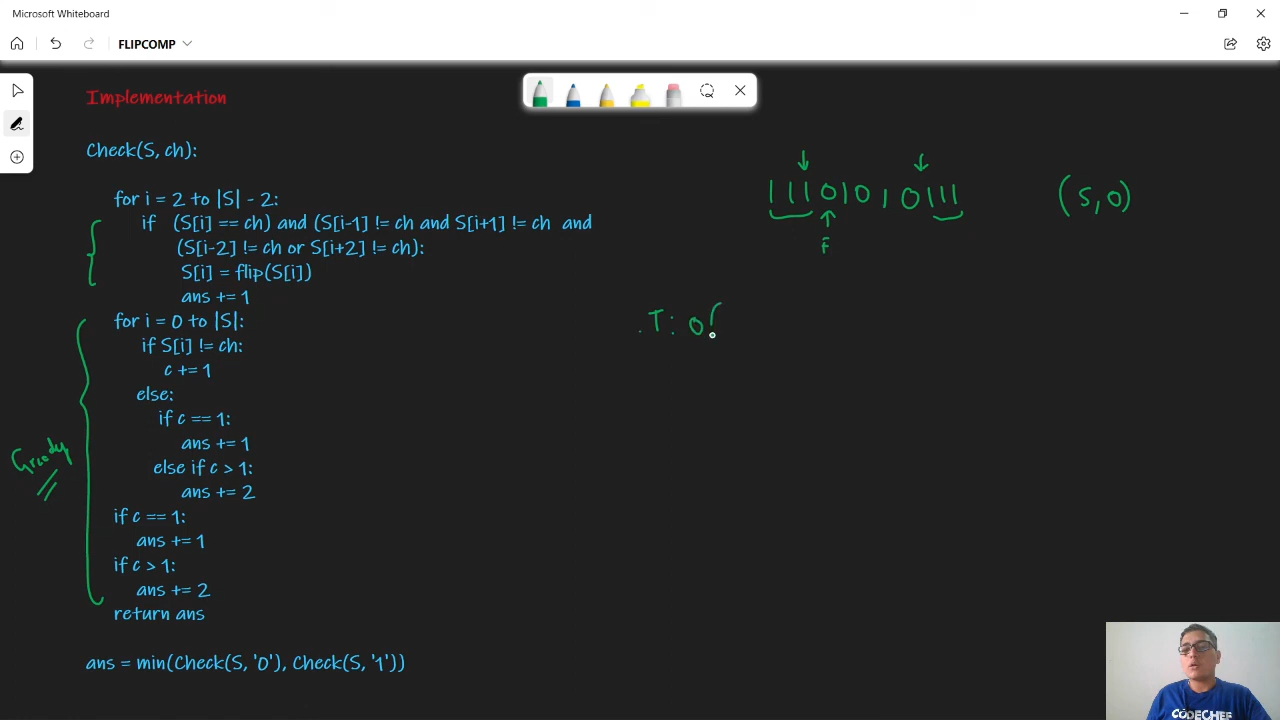 Microsoft Whiteboard
FLIPCOMP
Implementation
Check(S, ch):
for i = 2 to |S| - 2:
if (S[i] == ch) and (S[i-1] != ch and S[i+1] != ch and
(S[i-2] != ch or S[i+2] != ch):
S[i] = flip(S[i])
ans += 1
for i = 0 to |S|:
if S[i] != ch:
c += 1
else:
if c == 1:
ans += 1
else if c > 1:
ans += 2
if c == 1:
ans += 1
if c > 1:
ans += 2
return ans
ans = min(Check(S, '0'), Check(S, '1'))
Greedy
11101010111
(S,0)
F
.T: O(
CODECHEF